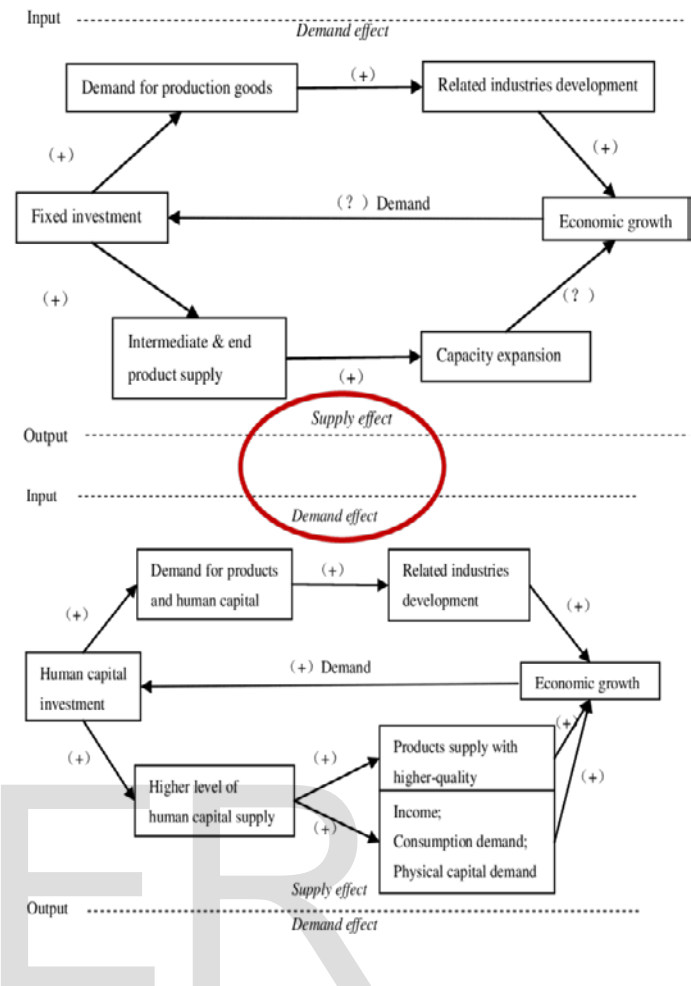 Input
Demand effect
Demand for production goods
(+)
Related industries development
(+)
(+)
Fixed investment
(?) Demand
Economic growth
(+)
(?)
Intermediate & end
product supply
(+)
Capacity expansion
Supply effect
Output
Input
Demand effect
Demand for products
and human capital
(+)
Related industries
development
(+)
(+)
Human capital
investment
(+) Demand
Economic growth
(+)
Higher level of
human capital supply
(+)
(+)
Products supply with
higher-quality
(+)
(+)
Income;
Consumption demand;
Physical capital demand
Supply effect
Output
Demand effect
ER